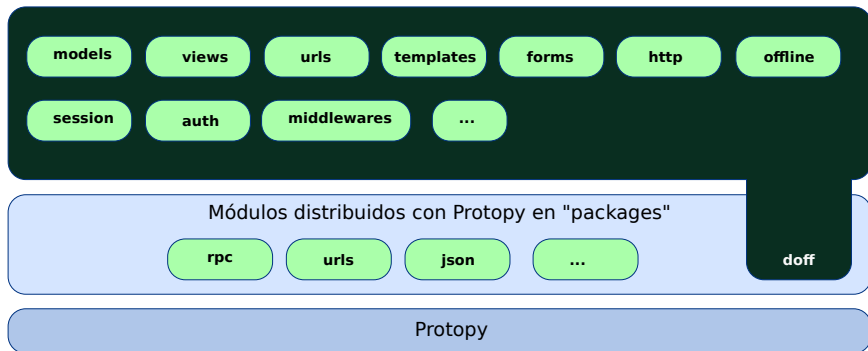 models views urls templates forms http offline
session auth middlewares ...
Módulos distribuidos con Protopy en "packages"
rpc urls json ... doff
Protopy